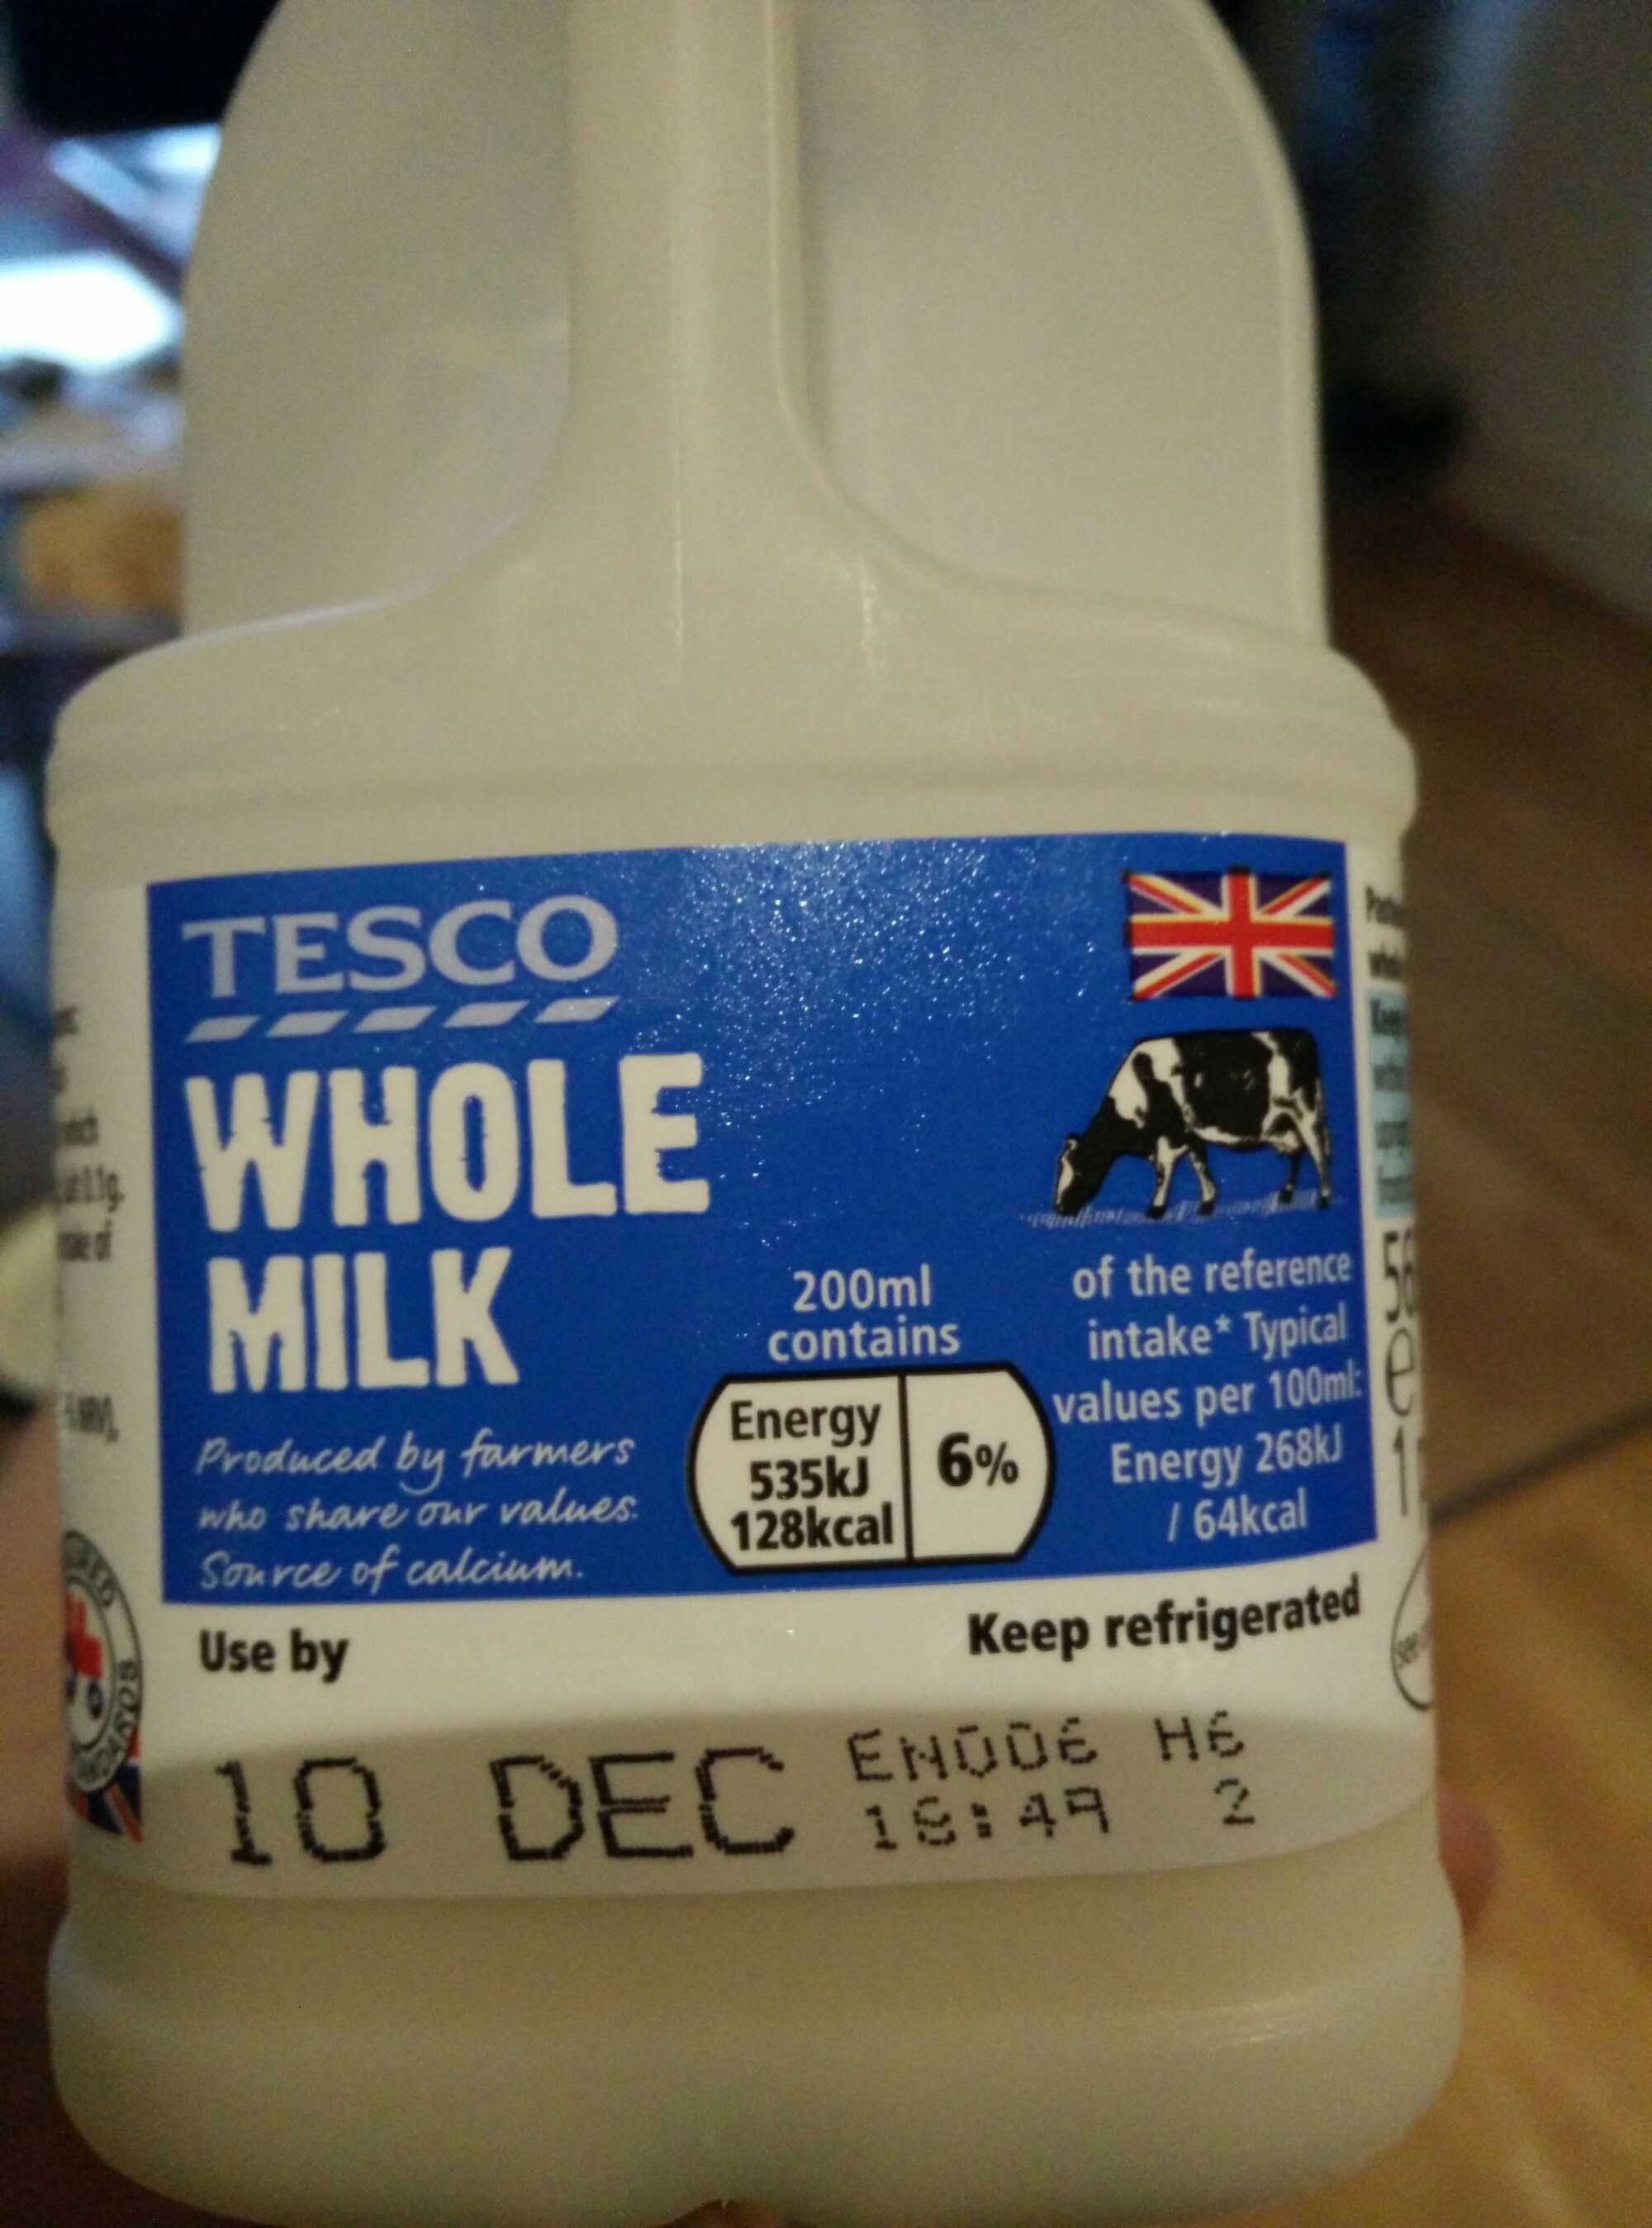 TESCO
WHOLE
MILK
Produced by farmers
who share our values.
Source of calcium.
200ml
contains
Energy
535kJ
128kcal
6%
of the reference
intake* Typical
values per 100ml:
Energy 268kJ
/ 64kcal
Use by
Keep refrigerated
10 DEC
EN006 H6
18:49 2